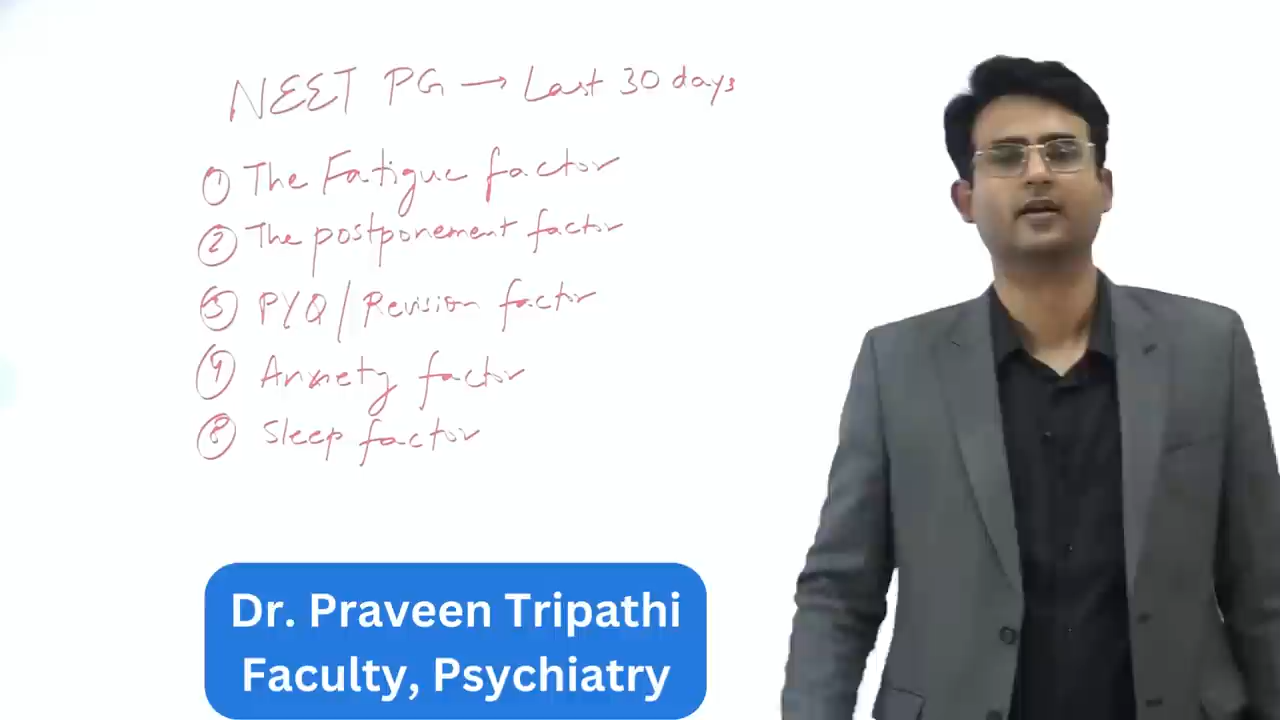 NEET PG → Last 30 days
① The Fatigue factor
② The postponement factor
③ PYQ/Revision factor
④ Anxiety factor
⑧ Sleep factor
Dr. Praveen Tripathi
Faculty, Psychiatry